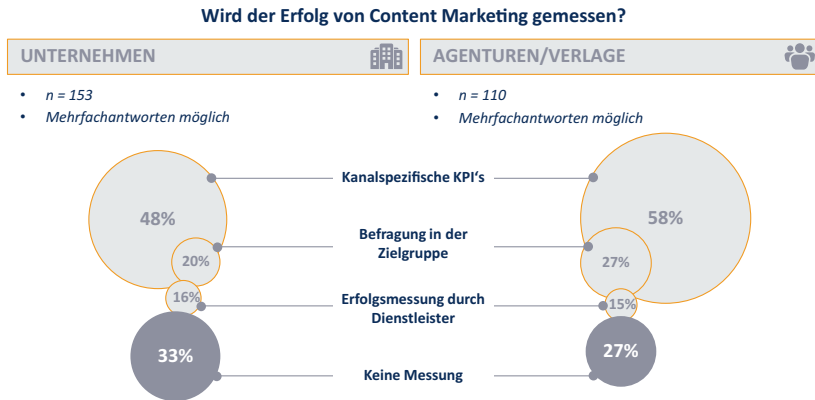 Wird der Erfolg von Content Marketing gemessen?
UNTERNEHMEN
AGENTUREN/VERLAGE
• n = 153
• Mehrfachantworten möglich
• n = 110
• Mehrfachantworten möglich
Kanalspezifische KPI's
48%
58%
Befragung in der
Zielgruppe
20%
27%
16%
Erfolgsmessung durch
Dienstleister
15%
33%
27%
Keine Messung